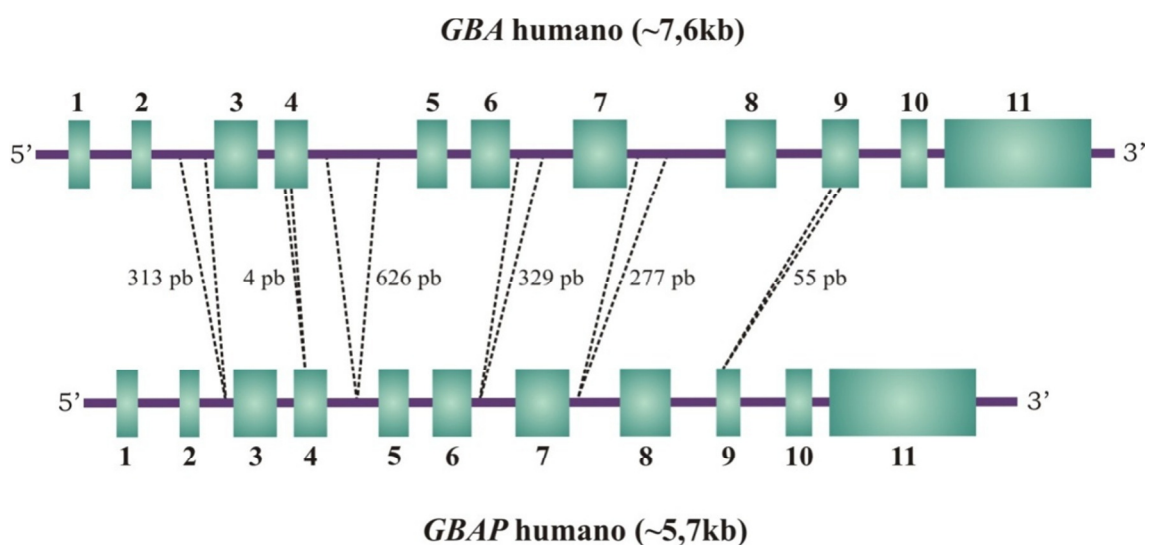 GBA humano (~7,6kb)
1 2 3 4 5 6 7 8 9 10 11
5’ 3’
313 pb 4 pb 626 pb 329 pb 277 pb 55 pb
5’ 3’
1 2 3 4 5 6 7 8 9 10 11
GBAP humano (~5,7kb)